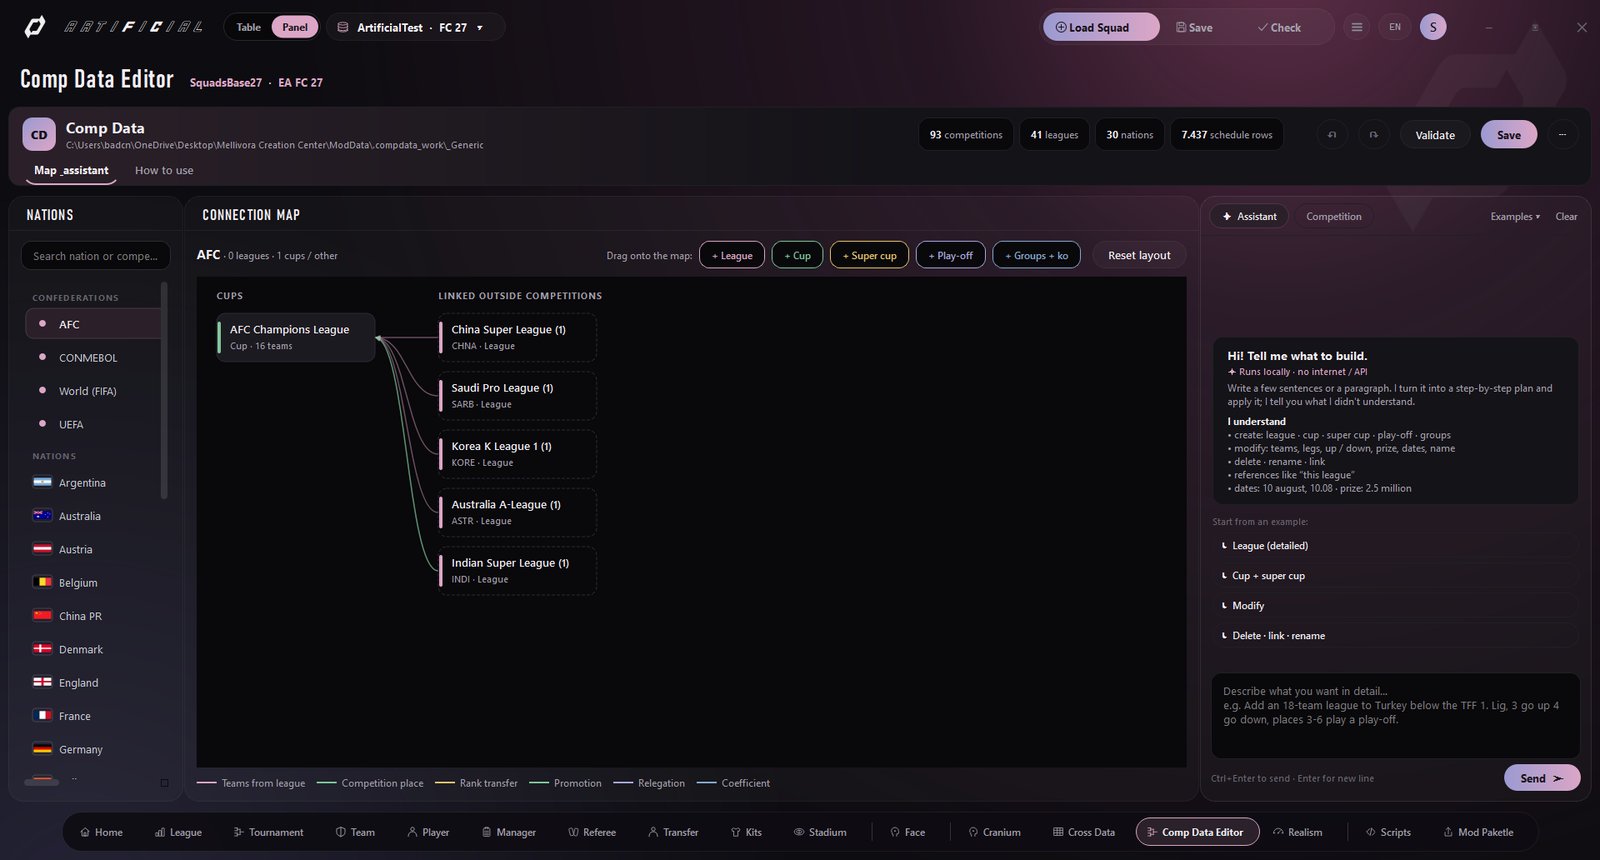 ARTIFICIAL
Table
Panel
ArtificialTest · FC 27
Load Squad
Save
Check
EN
S
Comp Data Editor
SquadsBase27 · EA FC 27
CD
Comp Data
C:\Users\badcn\OneDrive\Desktop\Mellivora Creation Center\ModData\.compdata_work\_Generic
93 competitions
41 leagues
30 nations
7.437 schedule rows
Validate
Save
Map _assistant
How to use
NATIONS
Search nation or compe...
CONFEDERATIONS
AFC
CONMEBOL
World (FIFA)
UEFA
NATIONS
Argentina
Australia
Austria
Belgium
China PR
Denmark
England
France
Germany
CONNECTION MAP
AFC · 0 leagues · 1 cups / other
Drag onto the map:
+ League
+ Cup
+ Super cup
+ Play-off
+ Groups + ko
Reset layout
CUPS
AFC Champions League
Cup · 16 teams
LINKED OUTSIDE COMPETITIONS
China Super League (1)
CHNA · League
Saudi Pro League (1)
SARB · League
Korea K League 1 (1)
KORE · League
Australia A-League (1)
ASTR · League
Indian Super League (1)
INDI · League
Teams from league
Competition place
Rank transfer
Promotion
Relegation
Coefficient
Assistant
Competition
Examples
Clear
Hi! Tell me what to build.
Runs locally · no internet / API
Write a few sentences or a paragraph. I turn it into a step-by-step plan and
apply it; I tell you what I didn't understand.
I understand
• create: league · cup · super cup · play-off · groups
• modify: teams, legs, up / down, prize, dates, name
• delete · rename · link
• references like "this league"
• dates: 10 august, 10.08 · prize: 2.5 million
Start from an example:
League (detailed)
Cup + super cup
Modify
Delete · link · rename
Describe what you want in detail...
e.g. Add an 18-team league to Turkey below the TFF 1. Lig, 3 go up 4
go down, places 3-6 play a play-off.
Ctrl+Enter to send · Enter for new line
Send
Home
League
Tournament
Team
Player
Manager
Referee
Transfer
Kits
Stadium
Face
Cranium
Cross Data
Comp Data Editor
Realism
Scripts
Mod Paketle